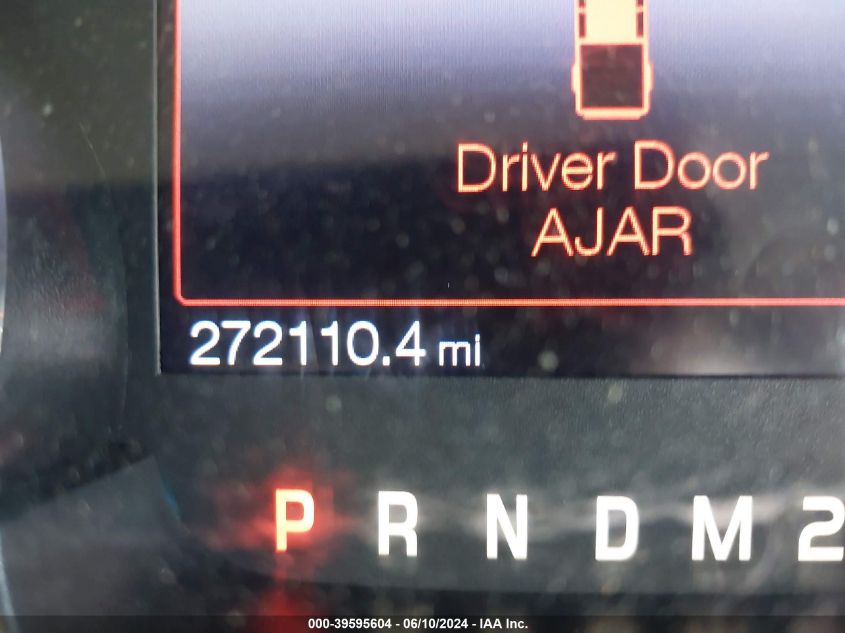 Driver Door
AJAR
272110.4 mi
P R N D M 2
000-39595604 - 06/10/2024 - IAA Inc.